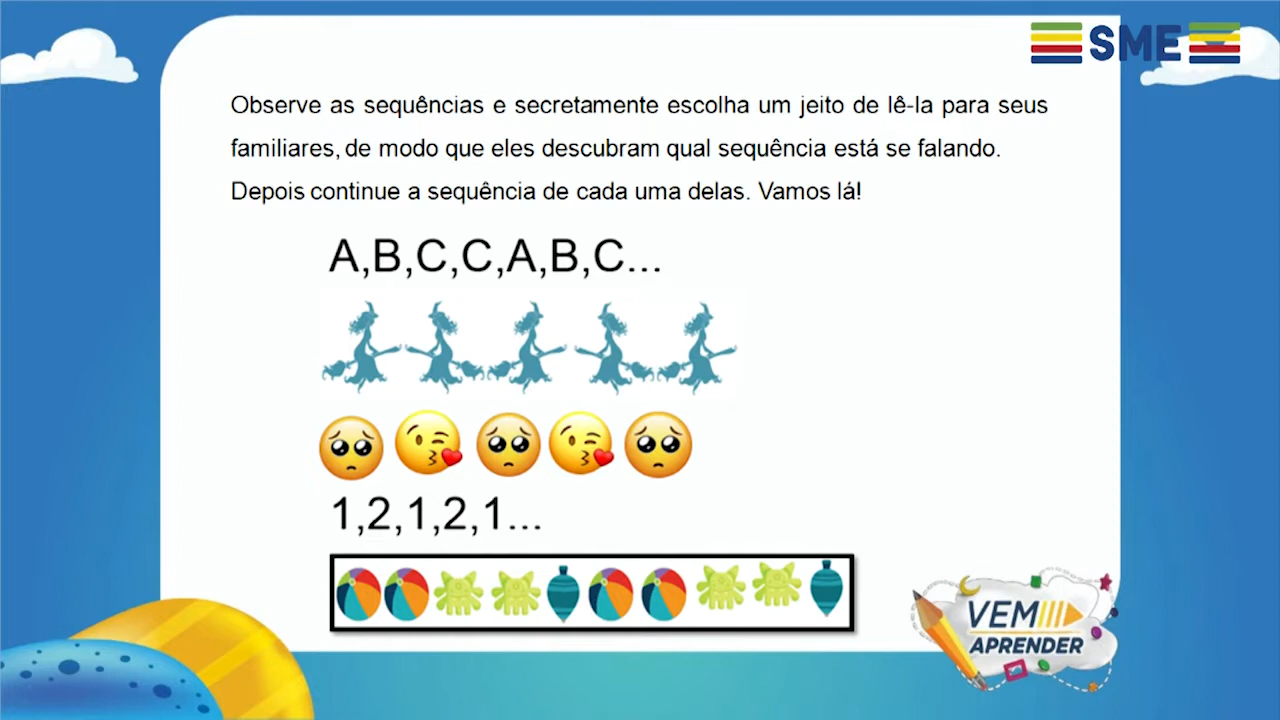 SME
Observe as sequências e secretamente escolha um jeito de lê-la para seus
familiares, de modo que eles descubram qual sequência está se falando.
Depois continue a sequência de cada uma delas. Vamos lá!
A,B,C,C,A,B,C...
1,2,1,2,1...
VEM
APRENDER